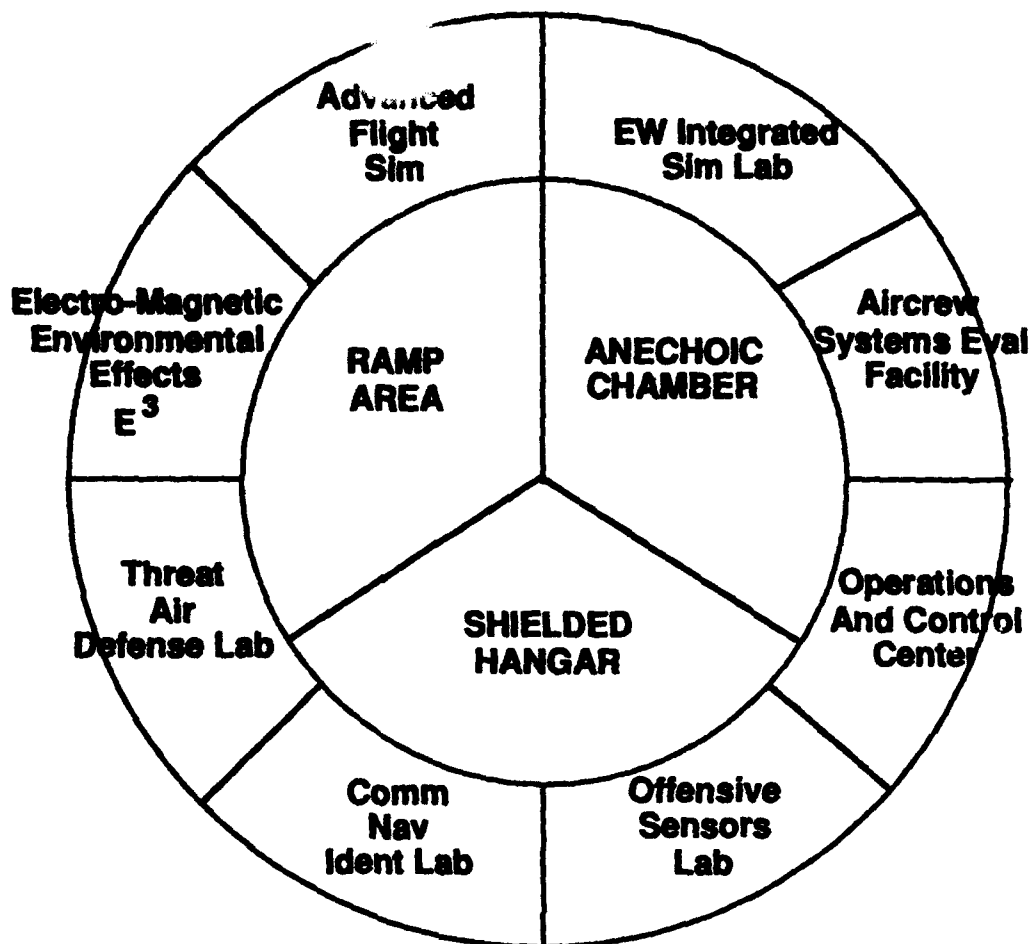 Advanced
Flight
Sim
EW Integrated
Sim Lab
Aircrew
Systems Eval
Facility
Operations
And Control
Center
Offensive
Sensors
Lab
Comm
Nav
Ident Lab
Threat
Air
Defense Lab
Electro-Magnetic
Environmental
Effects
E³
RAMP
AREA
ANECHOIC
CHAMBER
SHIELDED
HANGAR